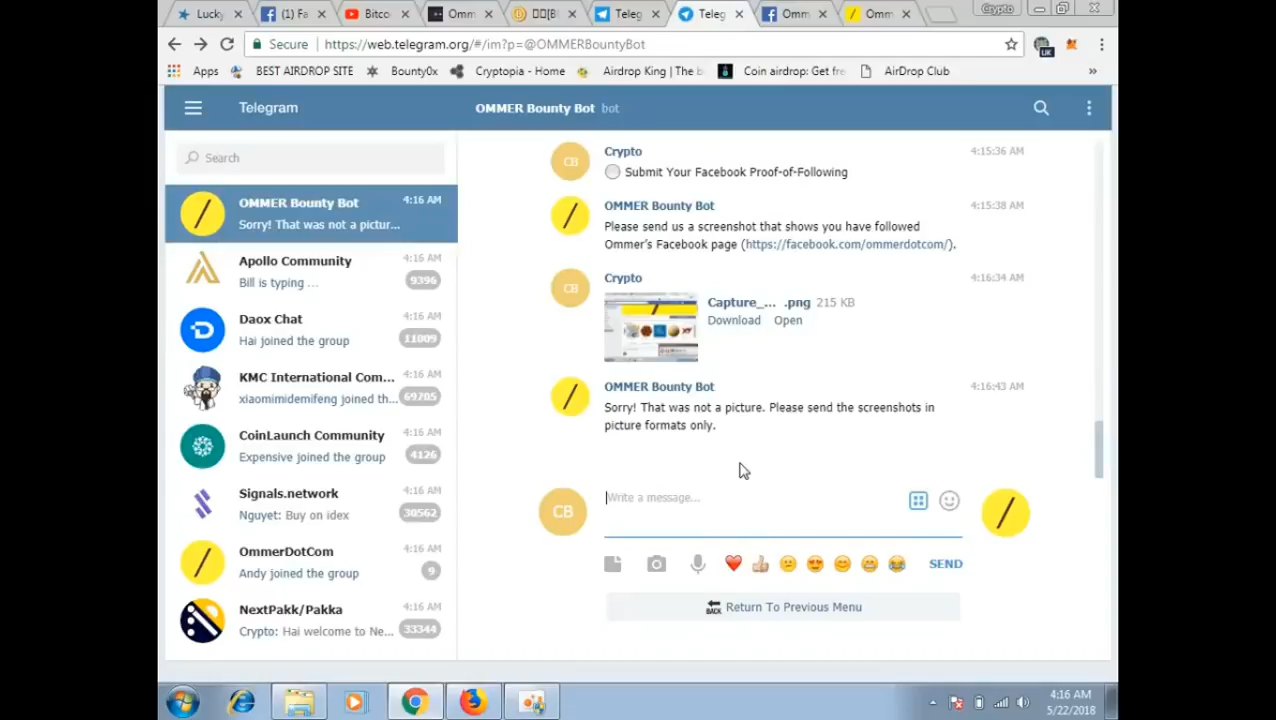 Lucky
(1) Fa
Bitco
Omm
[B
Teleg
Teleg
Omm
Omm
Crypto
Secure
https://web.telegram.org/#/im?p=@OMMERBountyBot
UK
Apps
BEST AIRDROP SITE
Bounty0x
Cryptopia - Home
Airdrop King | The b
Coin airdrop: Get fre
AirDrop Club
»
Telegram
OMMER Bounty Bot bot
Search
OMMER Bounty Bot 4:16 AM
Sorry! That was not a pictur...
Apollo Community 4:16 AM
Bill is typing ... 9396
Daox Chat 4:16 AM
Hai joined the group 11009
KMC International Com... 4:16 AM
xiaomimidemifeng joined th... 69705
CoinLaunch Community 4:16 AM
Expensive joined the group 4126
Signals.network 4:16 AM
Nguyet: Buy on idex 30562
OmmerDotCom 4:16 AM
Andy joined the group 9
NextPakk/Pakka 4:16 AM
Crypto: Hai welcome to Ne... 33344
CB
Crypto 4:15:36 AM
Submit Your Facebook Proof-of-Following
OMMER Bounty Bot 4:15:38 AM
Please send us a screenshot that shows you have followed
Ommer's Facebook page (https://facebook.com/ommerdotcom/).
CB
Crypto 4:16:34 AM
Capture_... .png 215 KB
Download Open
OMMER Bounty Bot 4:16:43 AM
Sorry! That was not a picture. Please send the screenshots in
picture formats only.
CB
Write a message...
SEND
BACK Return To Previous Menu
4:16 AM
5/22/2018